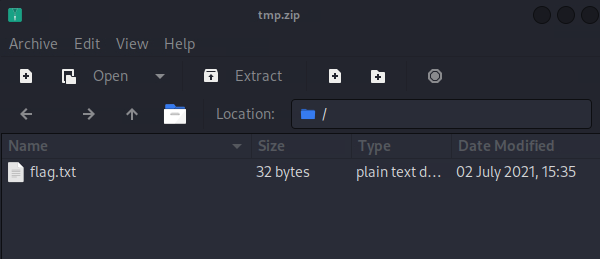 tmp.zip
Archive Edit View Help
Open Extract
Location: /
Name Size Type Date Modified
flag.txt 32 bytes plain text d... 02 July 2021, 15:35